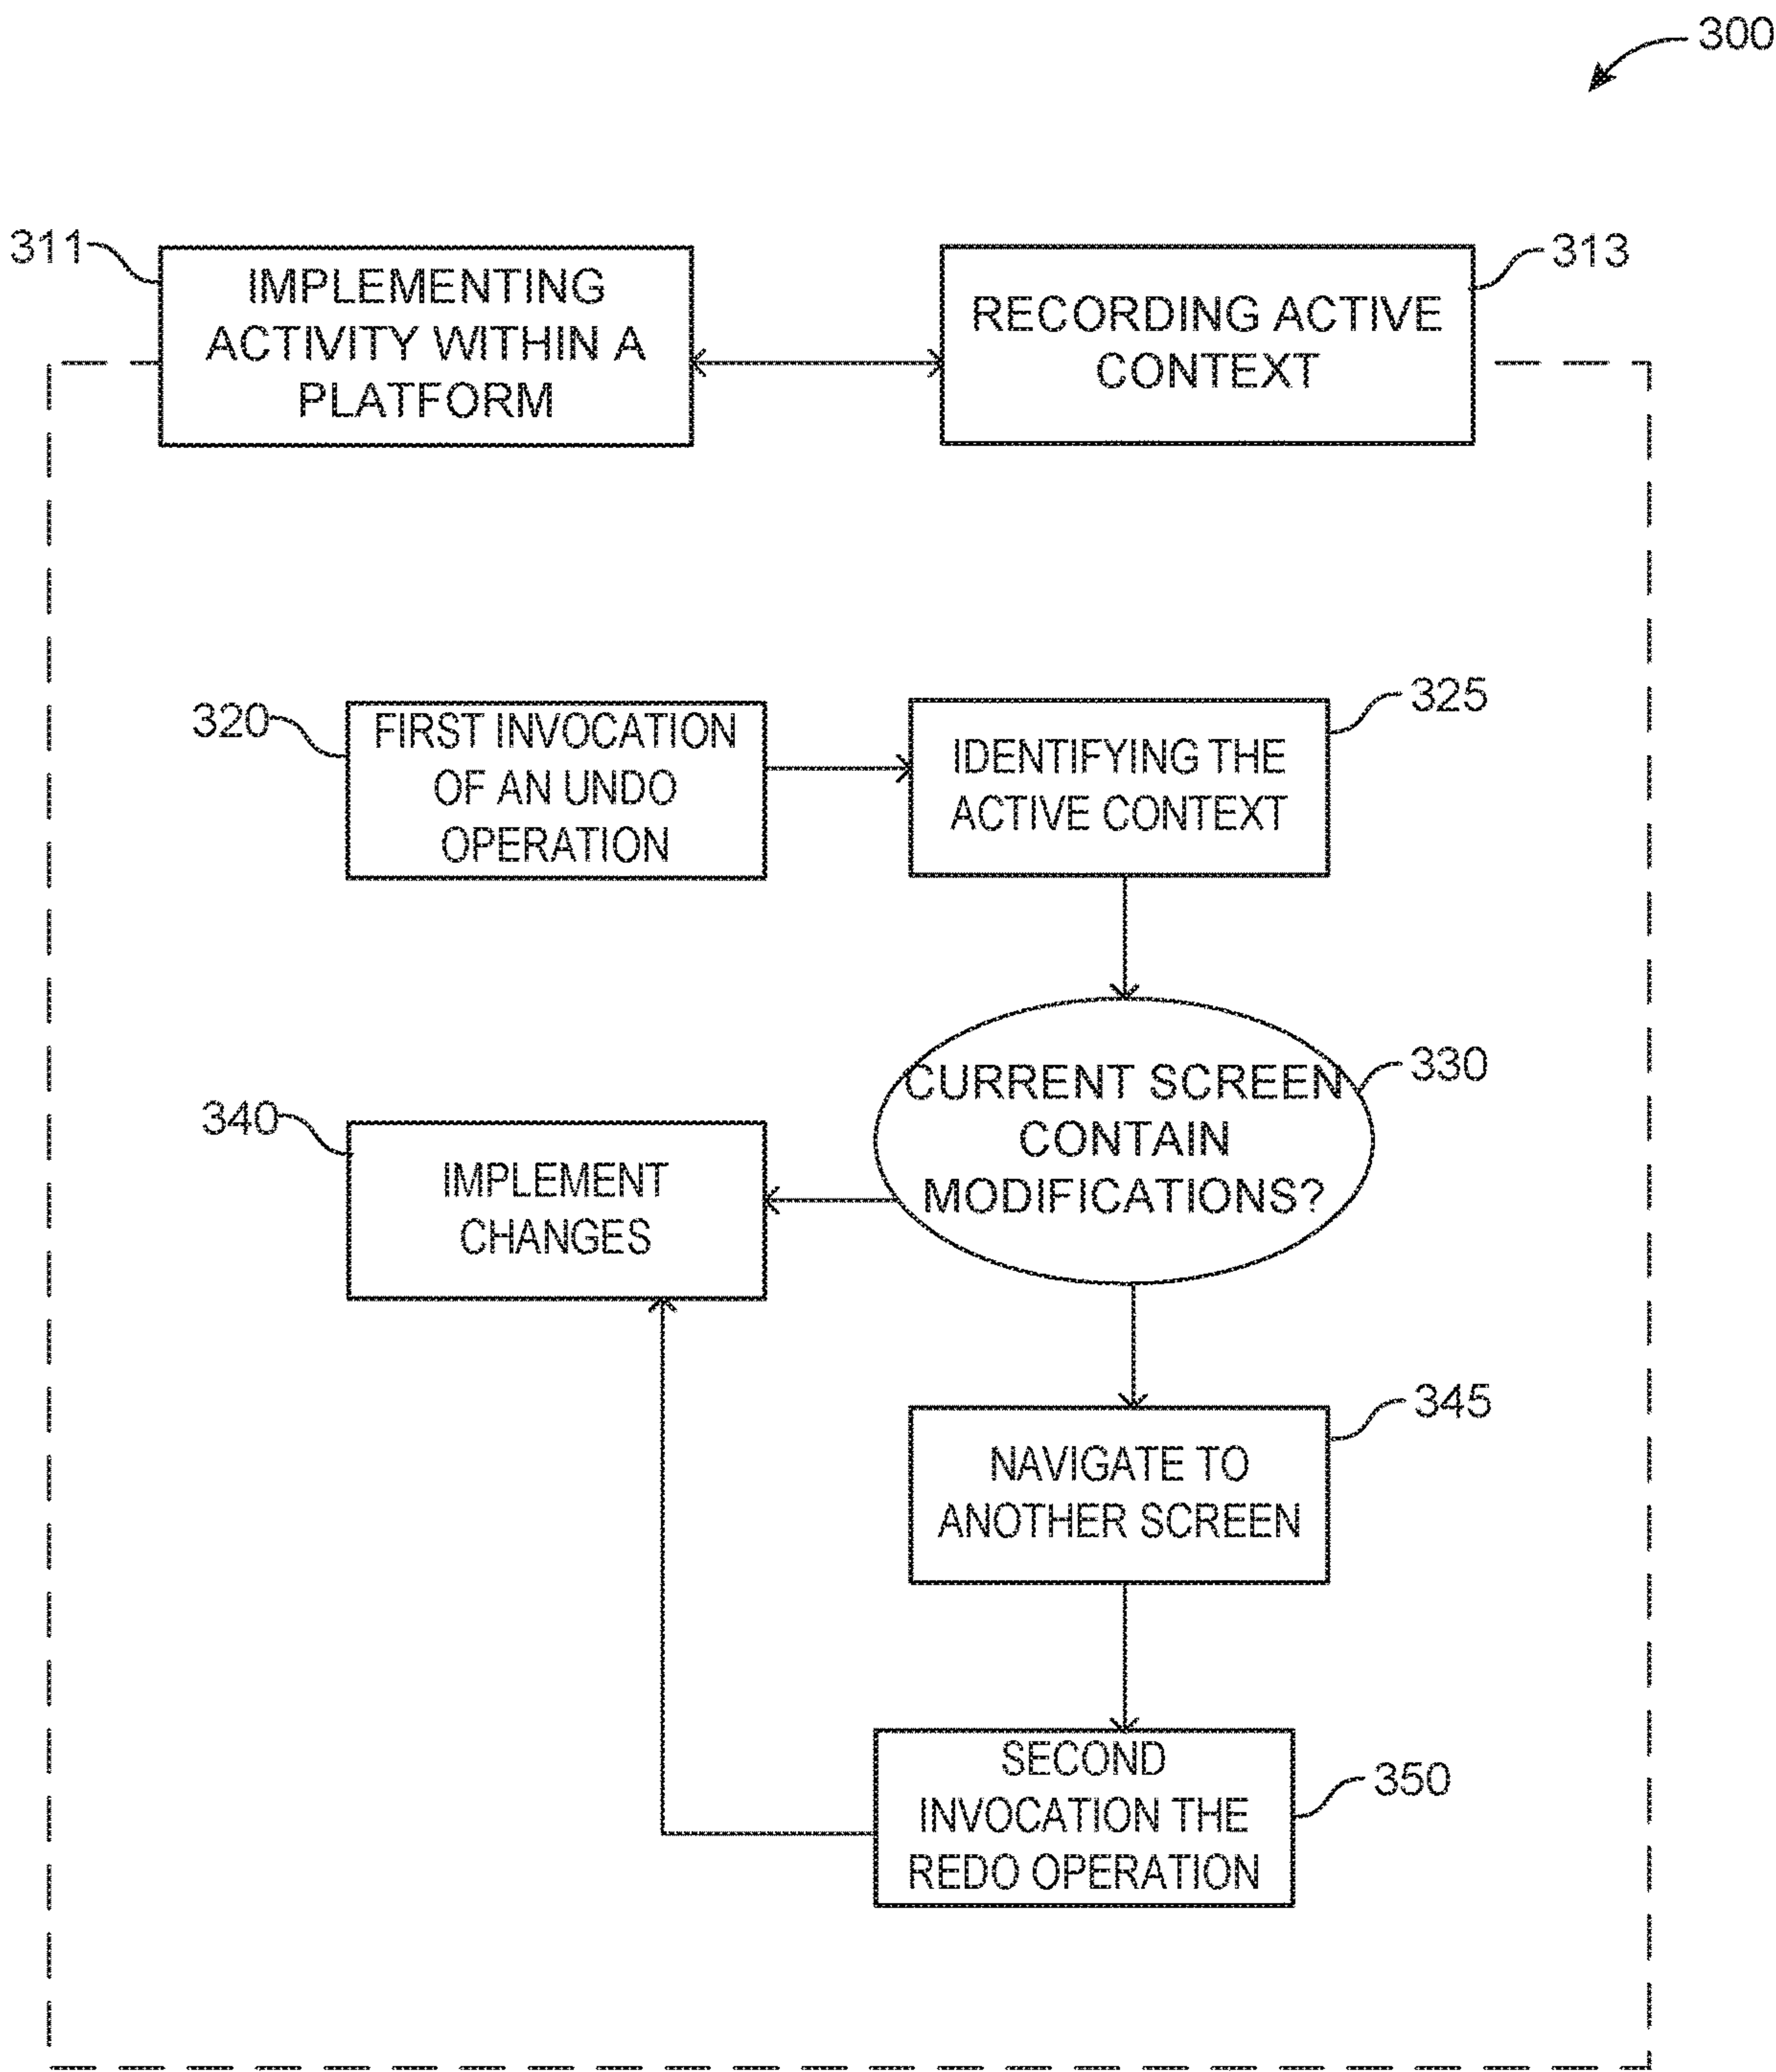 300
311
IMPLEMENTING
ACTIVITY WITHIN A
PLATFORM
313
RECORDING ACTIVE
CONTEXT
320
FIRST INVOCATION
OF AN UNDO
OPERATION
325
IDENTIFYING THE
ACTIVE CONTEXT
330
CURRENT SCREEN
CONTAIN
MODIFICATIONS?
340
IMPLEMENT
CHANGES
345
NAVIGATE TO
ANOTHER SCREEN
350
SECOND
INVOCATION THE
REDO OPERATION